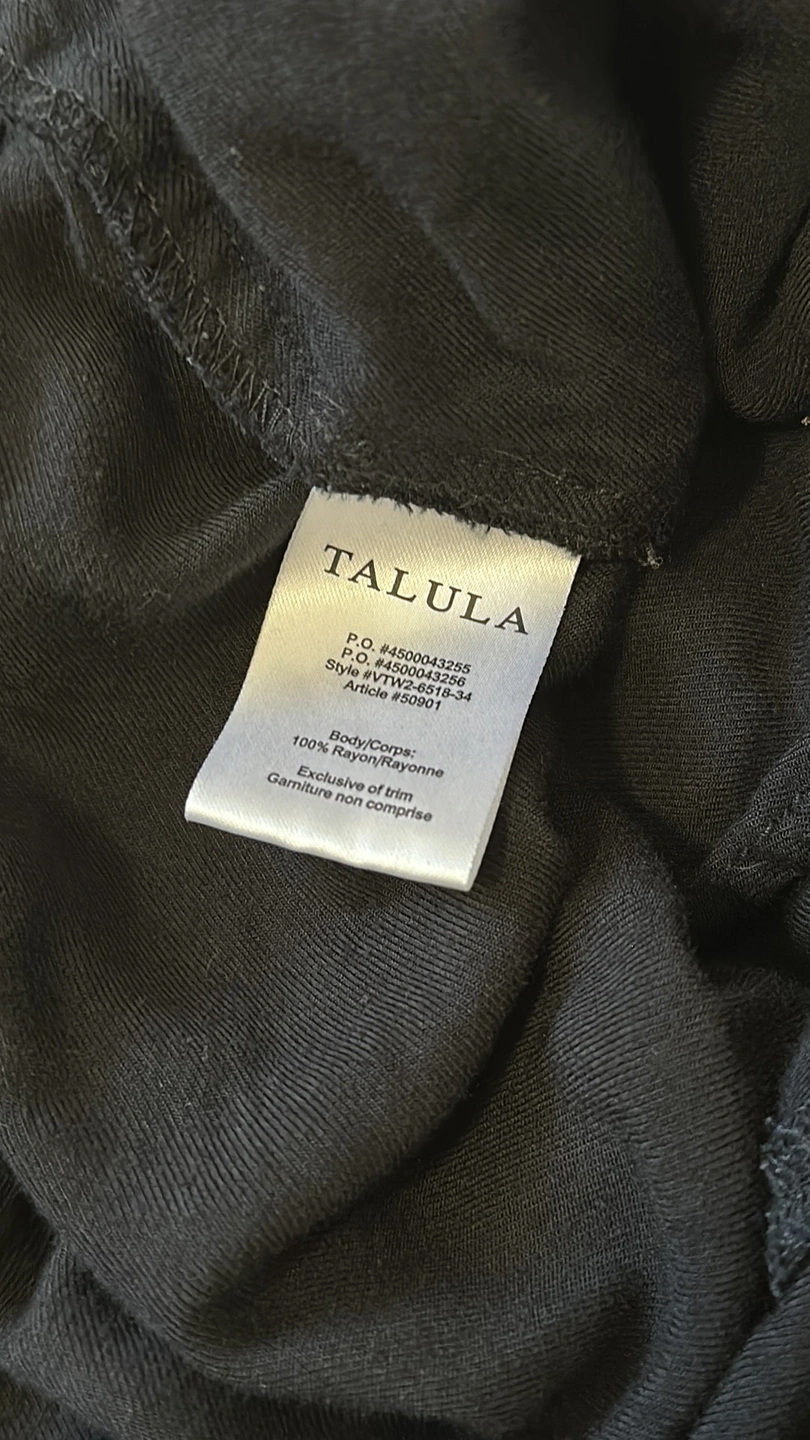 TALULA
P.O. #4500043255
P.O. #4500043256
Style #VTW2-6518-34
Article #50901
Body/Corps:
100% Rayon/Rayonne
Exclusive of trim
Garniture non comprise